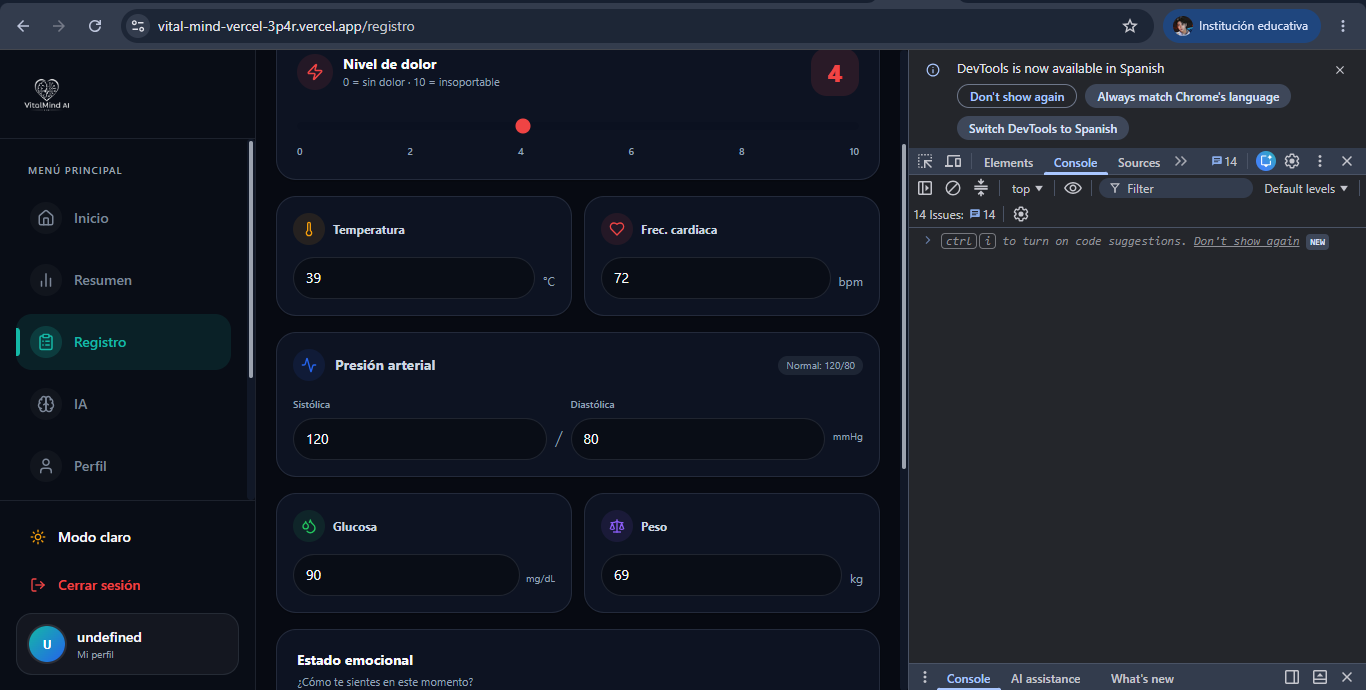 vital-mind-vercel-3p4r.vercel.app/registro
Institución educativa
VitalMind AI
MENÚ PRINCIPAL
Inicio
Resumen
Registro
IA
Perfil
Modo claro
Cerrar sesión
U
undefined
Mi perfil
Nivel de dolor
0 = sin dolor · 10 = insoportable
4
0 2 4 6 8 10
Temperatura
39 °C
Frec. cardiaca
72 bpm
Presión arterial
Normal: 120/80
Sistólica Diastólica
120 / 80 mmHg
Glucosa
90 mg/dL
Peso
69 kg
Estado emocional
¿Cómo te sientes en este momento?
DevTools is now available in Spanish
Don't show again Always match Chrome's language
Switch DevTools to Spanish
Elements Console Sources 14
top Filter Default levels
14 Issues: 14
ctrl i to turn on code suggestions. Don't show again NEW
Console AI assistance What's new